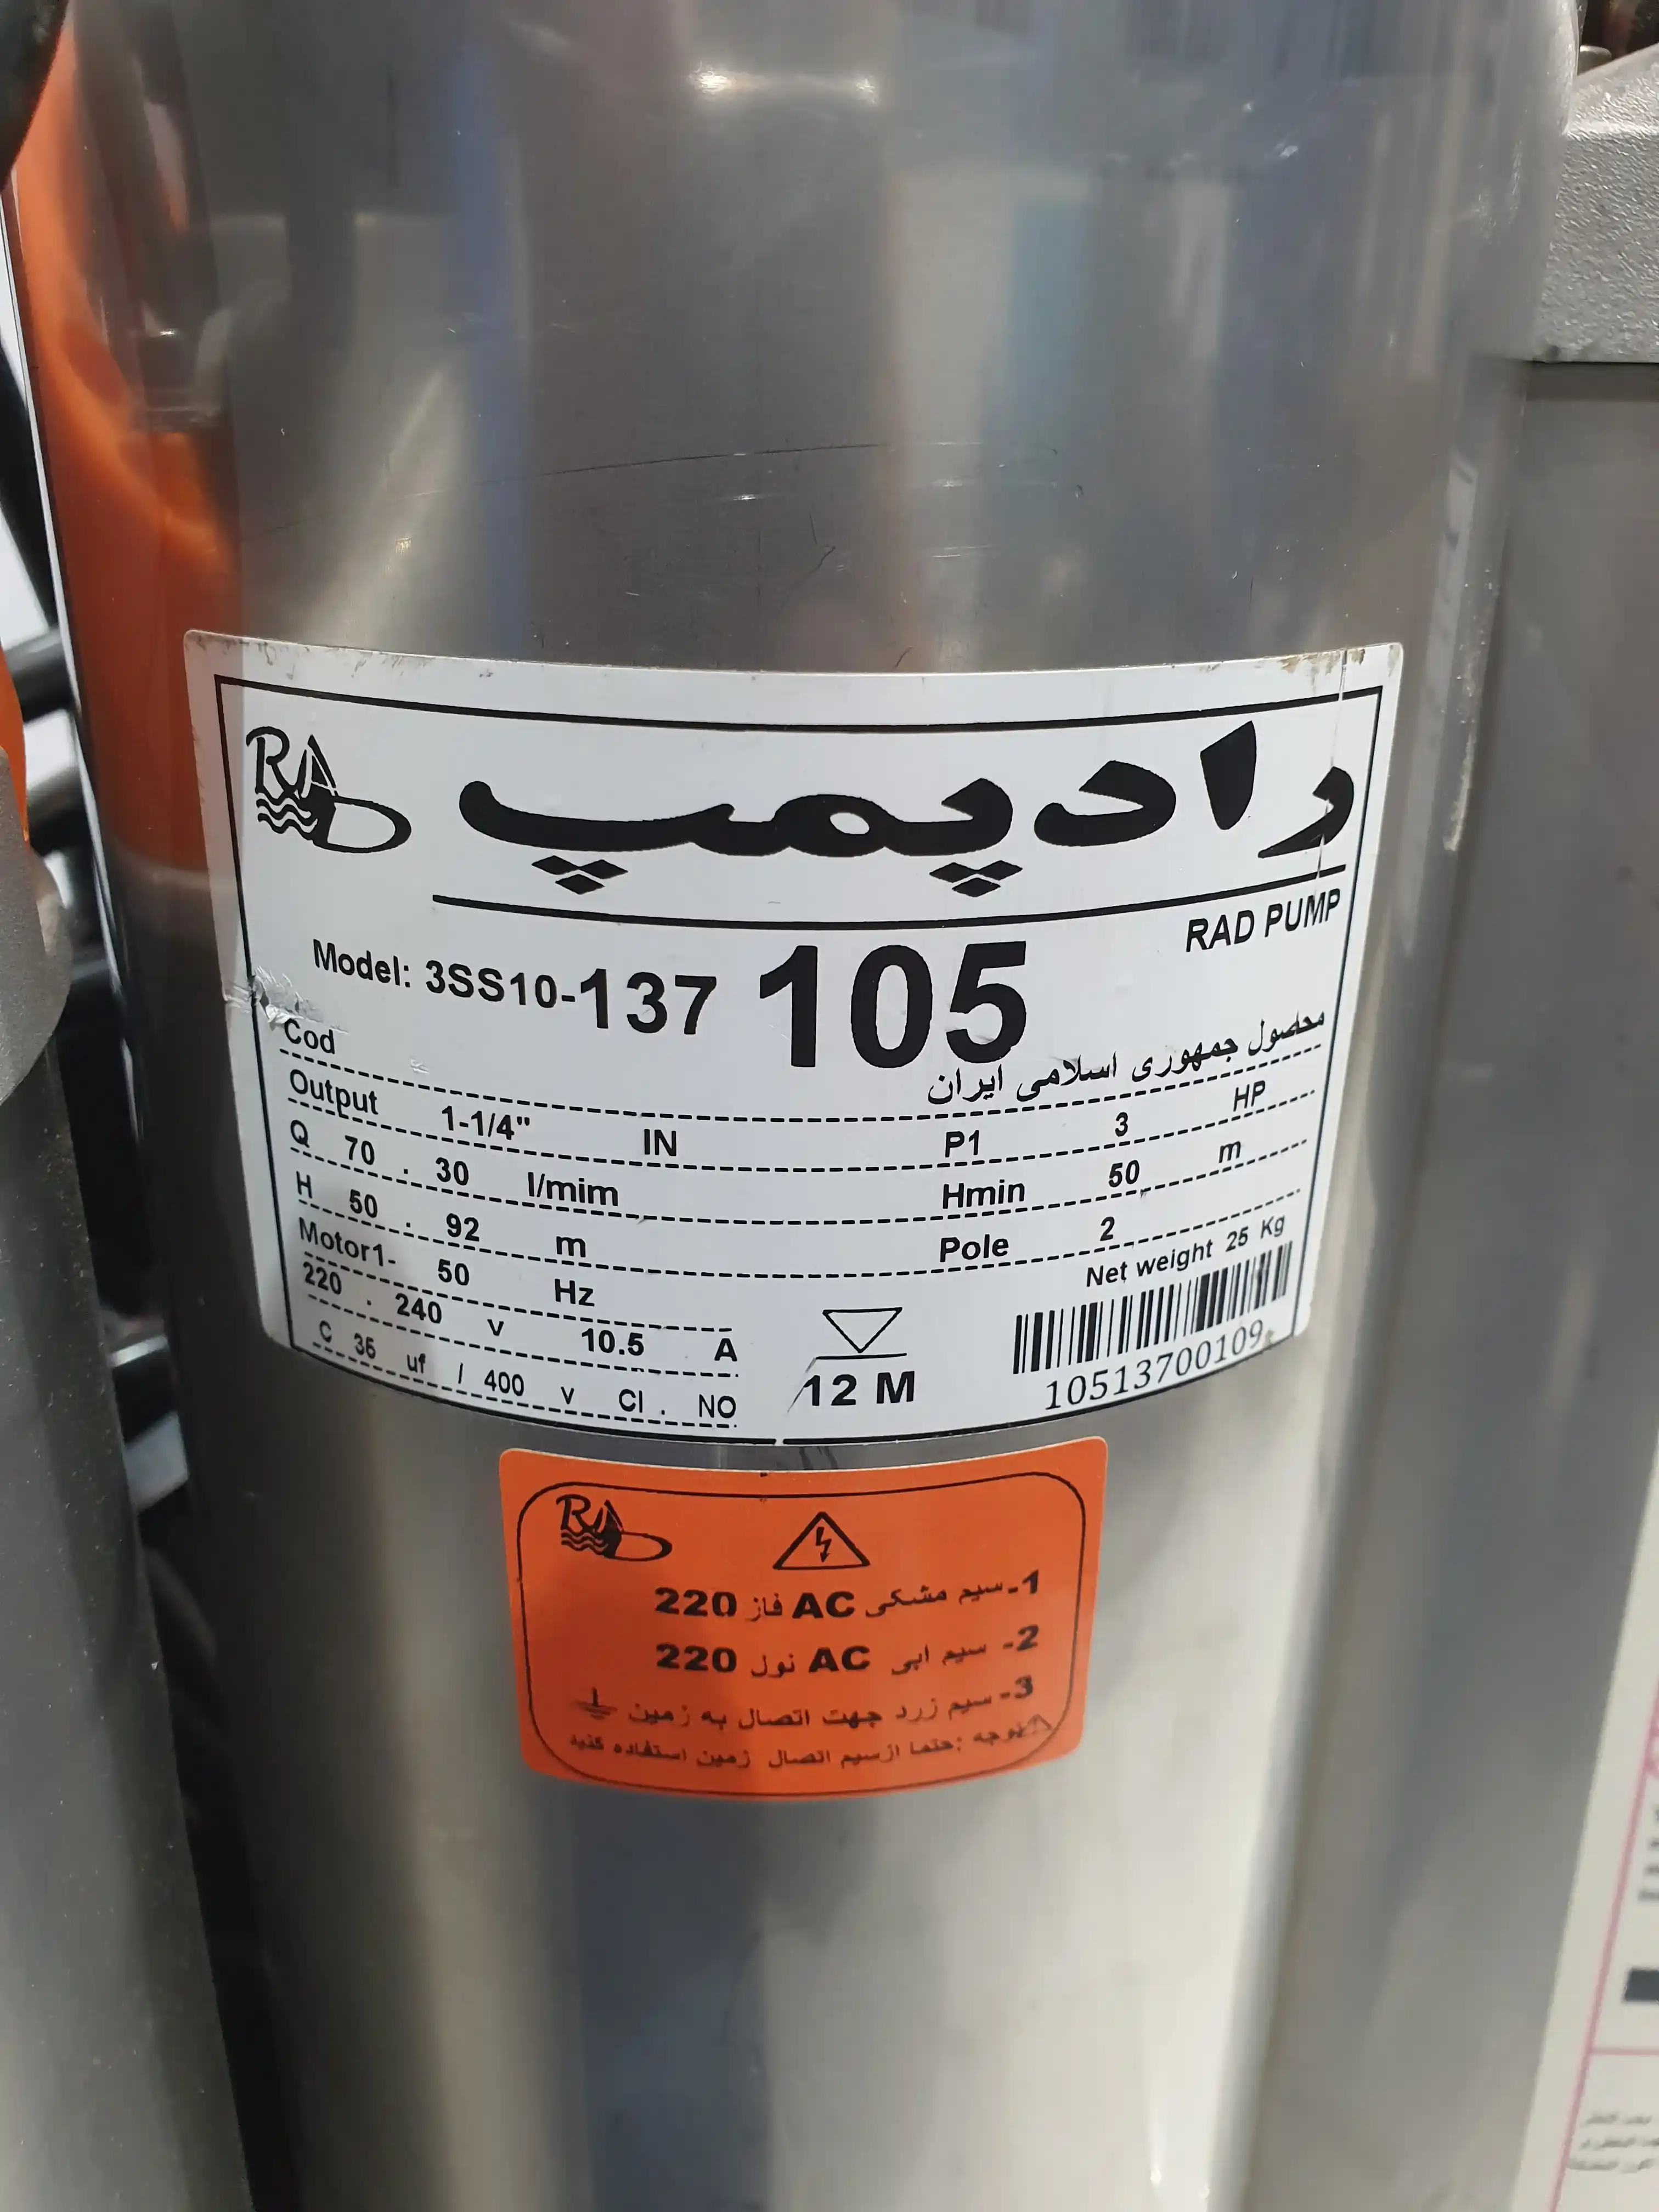 RAD
رادپمپ
RAD PUMP
Model: 3SS10-137 105
محصول جمهوری اسلامی ایران
Cod
Output 1-1/4" IN P1 3 HP
Q 70 . 30 l/mim Hmin 50 m
H 50 . 92 m Pole 2
Motor1- 50 Hz Net weight 25 Kg
220 . 240 v 10.5 A
C 35 uf / 400 v Cl . NO
12 M
10513700109
RAD
1-سیم مشکی AC فاز 220
2- سیم ابی AC نول 220
3-سیم زرد جهت اتصال به زمین
توجه :حتما ازسیم اتصال زمین استفاده کنید